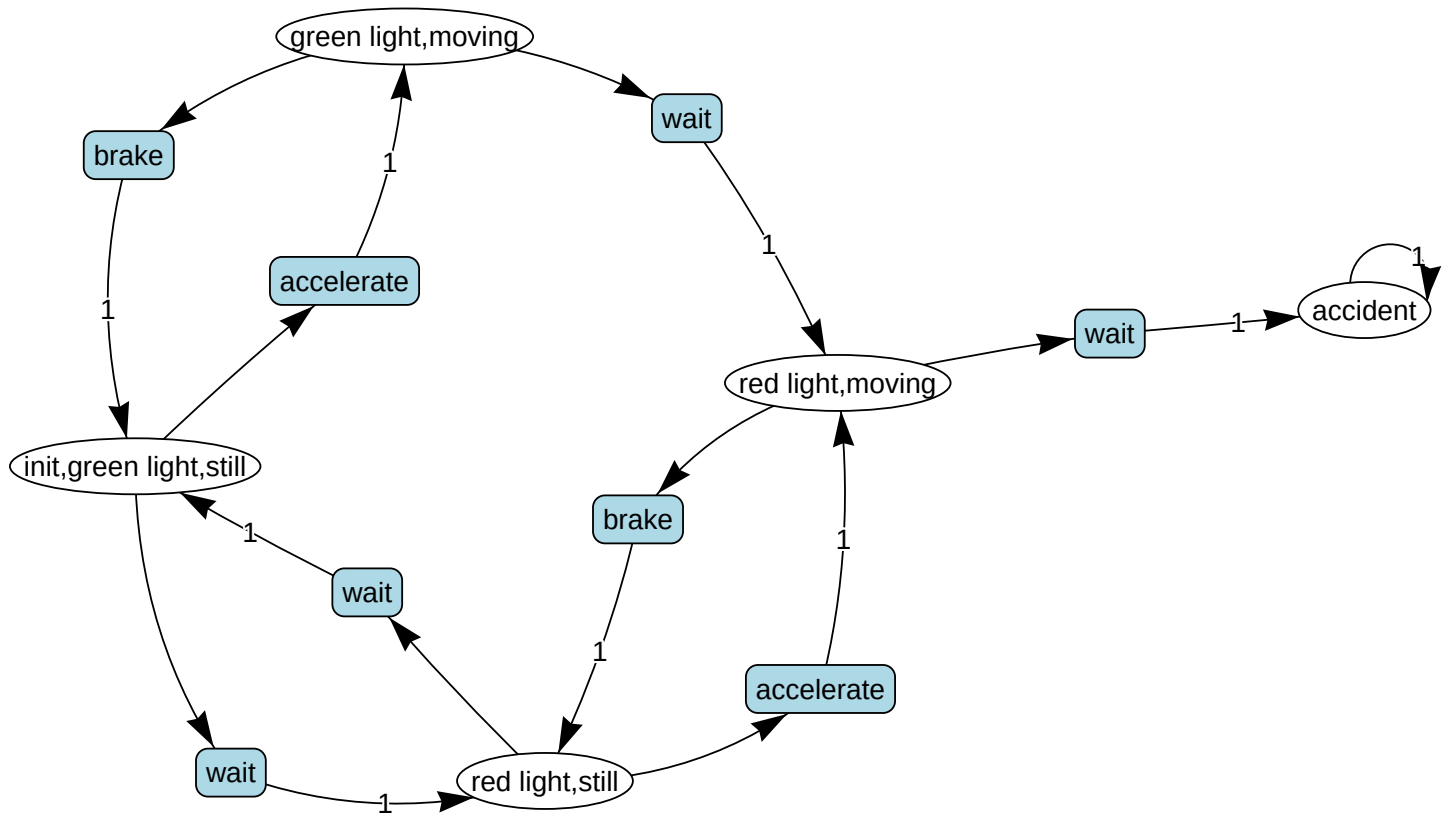 green light,moving
wait
brake
1
1
accelerate
1
1
accident
1
wait
1
red light,moving
init,green light,still
brake
1
1
wait
1
accelerate
wait
red light,still
1